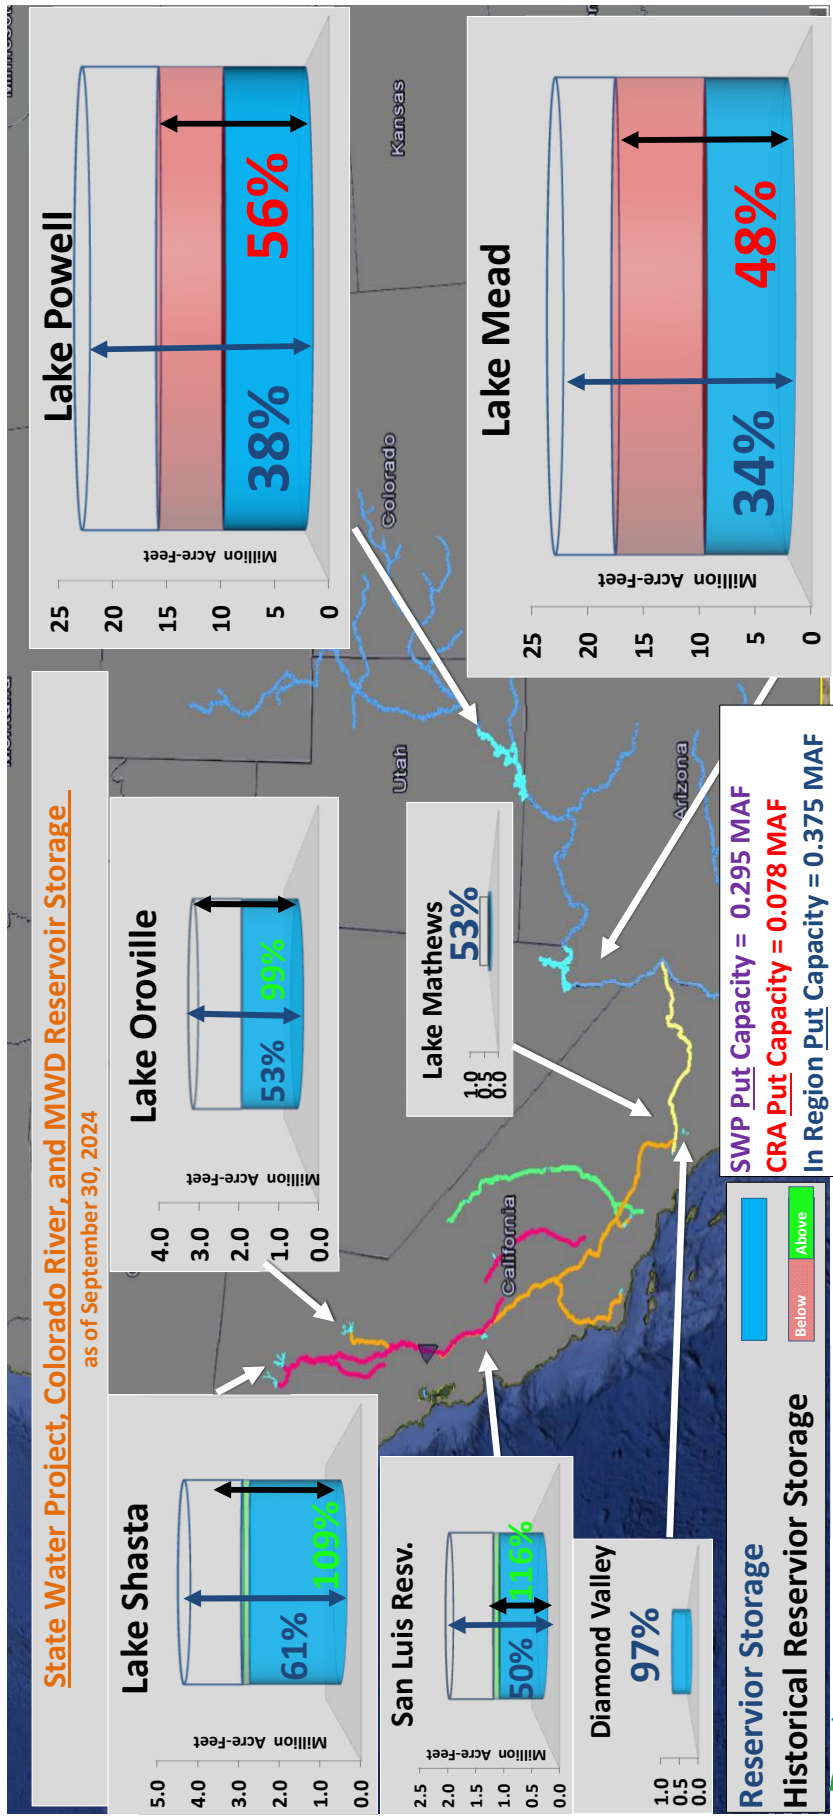 State Water Project, Colorado River, and MWD Reservoir Storage
as of September 30, 2024
Lake Shasta
5.0
4.0
3.0
2.0
1.0
0.0
Million Acre-Feet
61%
109%
Lake Oroville
4.0
3.0
2.0
1.0
0.0
Million Acre-Feet
53%
99%
Lake Powell
25
20
15
10
5
0
Million Acre-Feet
38%
56%
San Luis Resv.
2.5
2.0
1.5
1.0
0.5
0.0
Million Acre-Feet
50%
116%
Lake Mathews
1.0
0.5
0.0
53%
Lake Mead
25
20
15
10
5
0
Million Acre-Feet
34%
48%
Diamond Valley
1.0
0.5
0.0
97%
California
Utah
Colorado
Kansas
Arizona
Reservior Storage
Historical Reservior Storage
Below
Above
SWP Put Capacity = 0.295 MAF
CRA Put Capacity = 0.078 MAF
In Region Put Capacity = 0.375 MAF